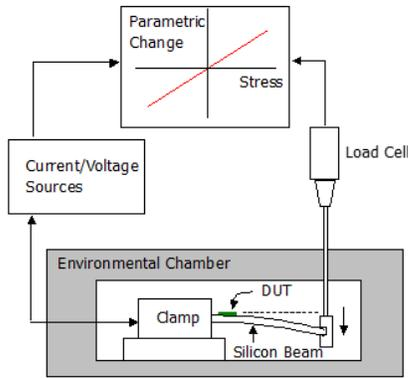 Parametric
Change
Stress
Current/Voltage
Sources
Load Cell
Environmental Chamber
DUT
Clamp
Silicon Beam